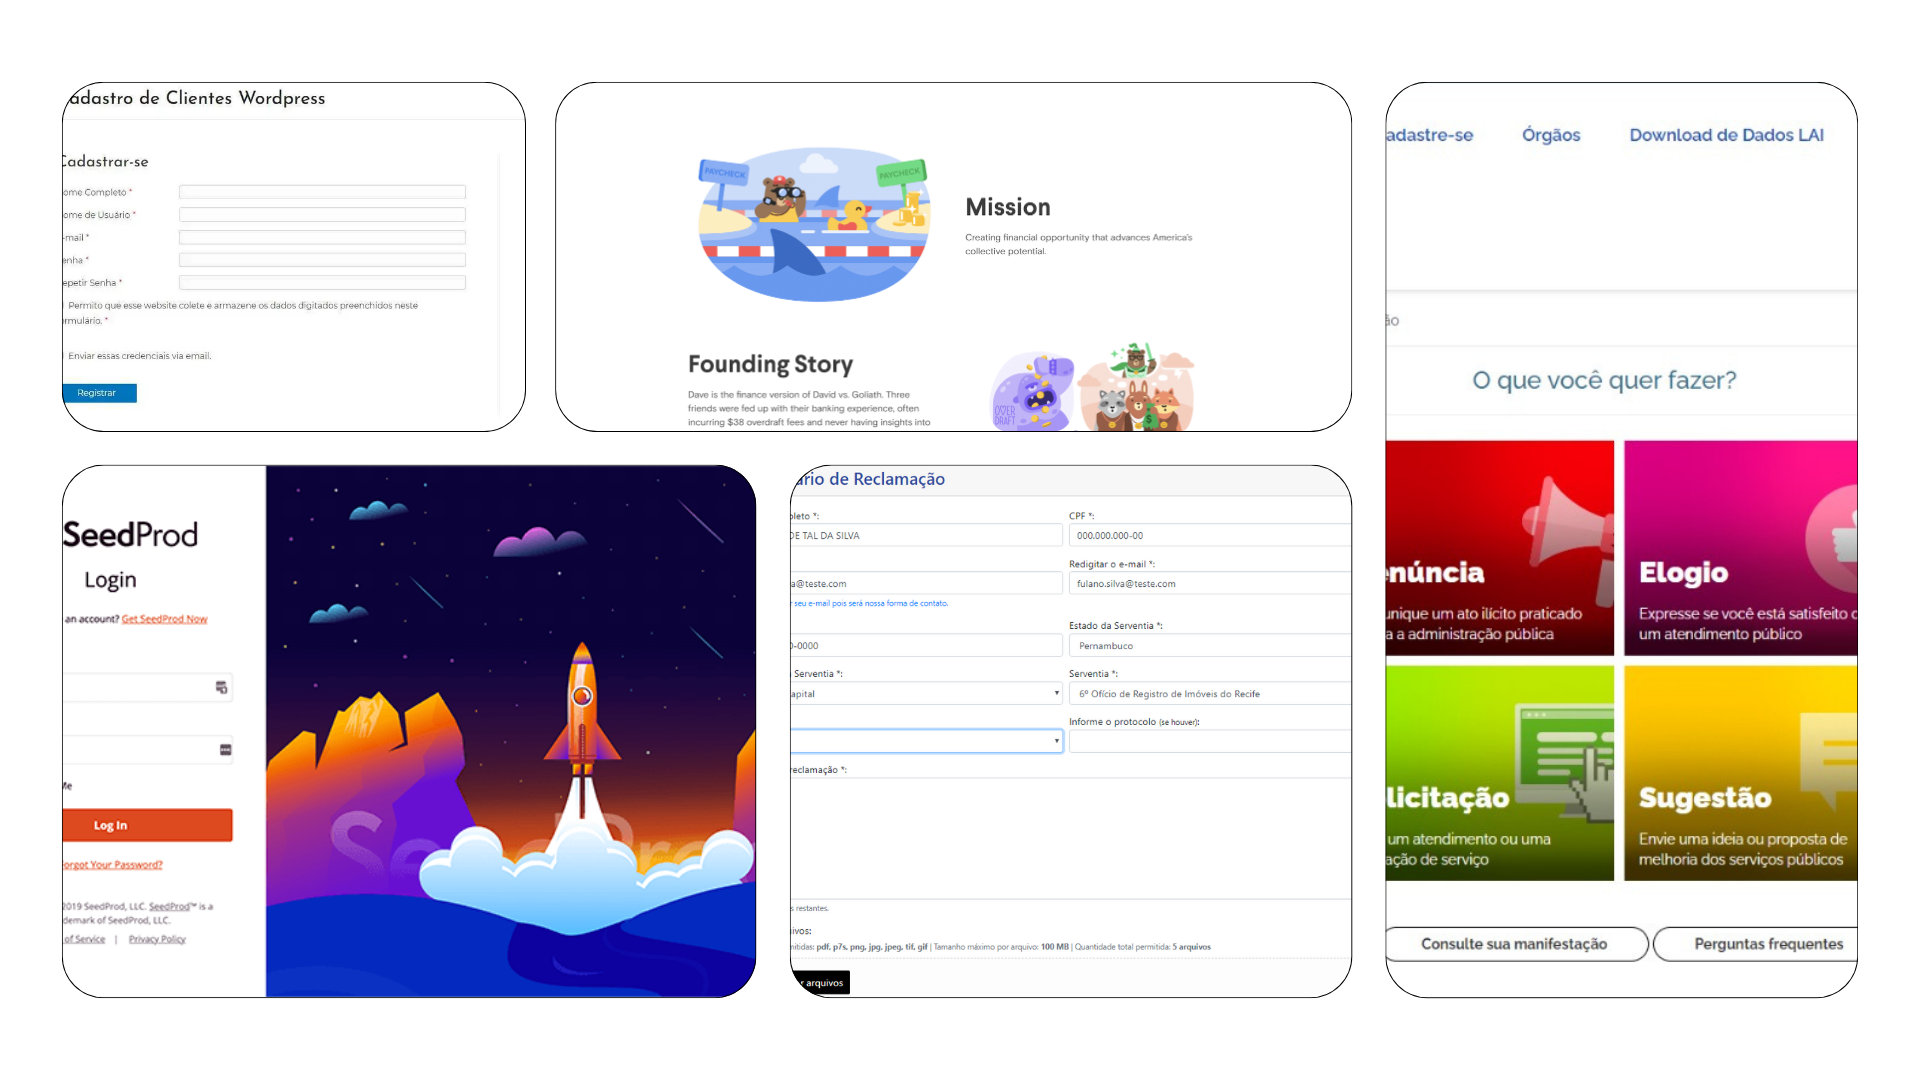 adastro de Clientes Wordpress
Cadastrar-se
ome Completo *
ome de Usuário *
-mail *
enha *
epetir Senha *
Permito que esse website colete e armazene os dados digitados preenchidos neste
rmulário. *
Enviar essas credenciais via email.
Registrar
PAYCHECK
PAYCHECK
Mission
Creating financial opportunity that advances America's
collective potential.
Founding Story
Dave is the finance version of David vs. Goliath. Three
friends were fed up with their banking experience, often
incurring $38 overdraft fees and never having insights into
OVER
DRAFT
adastre-se Órgãos Download de Dados LAI
ão
O que você quer fazer?
núncia
unique um ato ilícito praticado
a a administração pública
Elogio
Expresse se você está satisfeito c
um atendimento público
licitação
um atendimento ou uma
ação de serviço
Sugestão
Envie uma ideia ou proposta de
melhoria dos serviços públicos
Consulte sua manifestação Perguntas frequentes
SeedProd
Login
an account? Get SeedProd Now
Me
Log In
orgot Your Password?
2019 SeedProd, LLC. SeedProd™ is a
demark of SeedProd, LLC.
of Service | Privacy Policy
SeedProd
ário de Reclamação
pleto *: CPF *:
DE TAL DA SILVA 000.000.000-00
Redigitar o e-mail *:
a@teste.com fulano.silva@teste.com
r seu e-mail pois será nossa forma de contato.
Estado da Serventia *:
0-0000 Pernambuco
Serventia *: Serventia *:
apital 6º Ofício de Registro de Imóveis do Recife
Informe o protocolo (se houver):
reclamação *:
s restantes.
ivos:
mitidas: pdf, p7s, png, jpg, jpeg, tif, gif | Tamanho máximo por arquivo: 100 MB | Quantidade total permitida: 5 arquivos
r arquivos